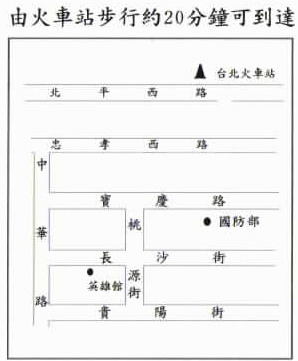 由火車站步行約20分鐘可到達
台北火車站
北平西路
忠孝西路
中華路
寶慶路
桃源街
國防部
長沙街
英雄館
貴陽街